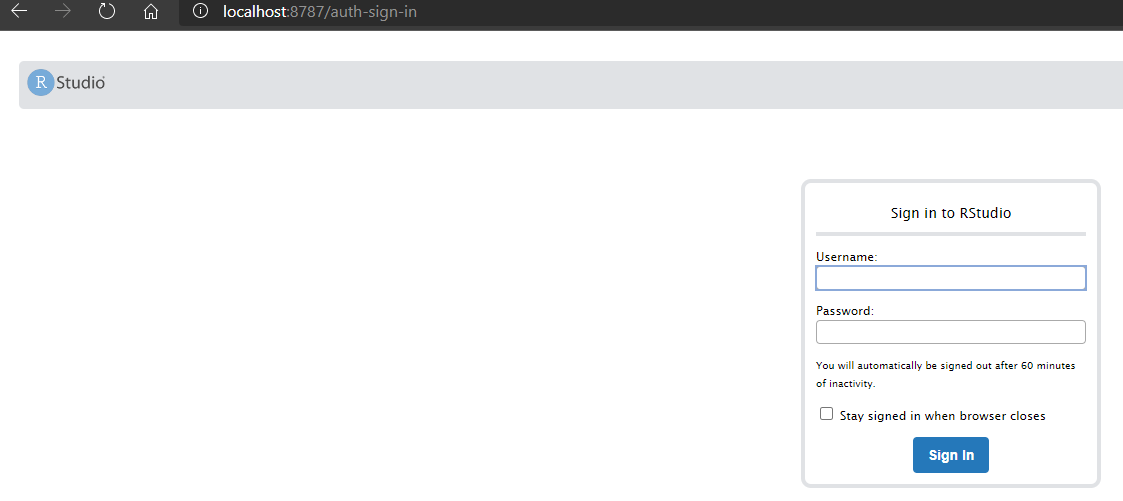 localhost:8787/auth-sign-in
R Studio
Sign in to RStudio
Username:
Password:
You will automatically be signed out after 60 minutes
of inactivity.
Stay signed in when browser closes
Sign In